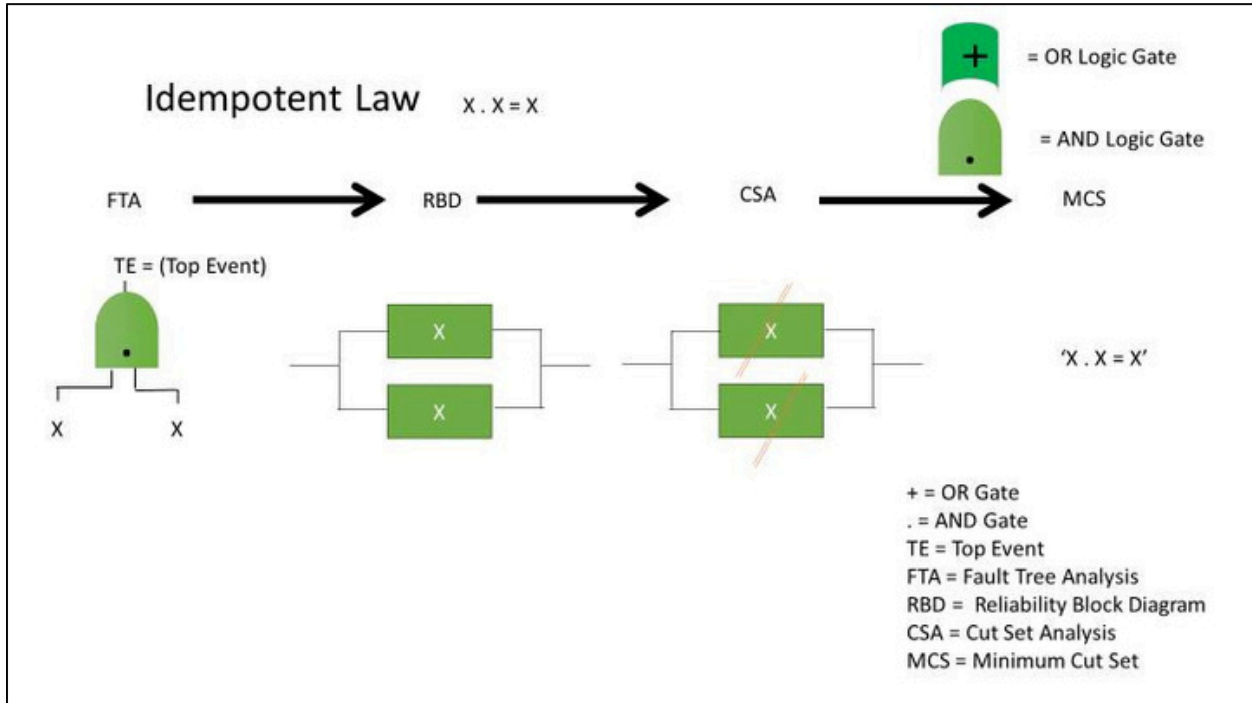 +
= OR Logic Gate
Idempotent Law X . X = X
.
= AND Logic Gate
FTA
RBD
CSA
MCS
TE = (Top Event)
.
X
X
X
X
X
X
‘X . X = X’
+ = OR Gate
. = AND Gate
TE = Top Event
FTA = Fault Tree Analysis
RBD = Reliability Block Diagram
CSA = Cut Set Analysis
MCS = Minimum Cut Set